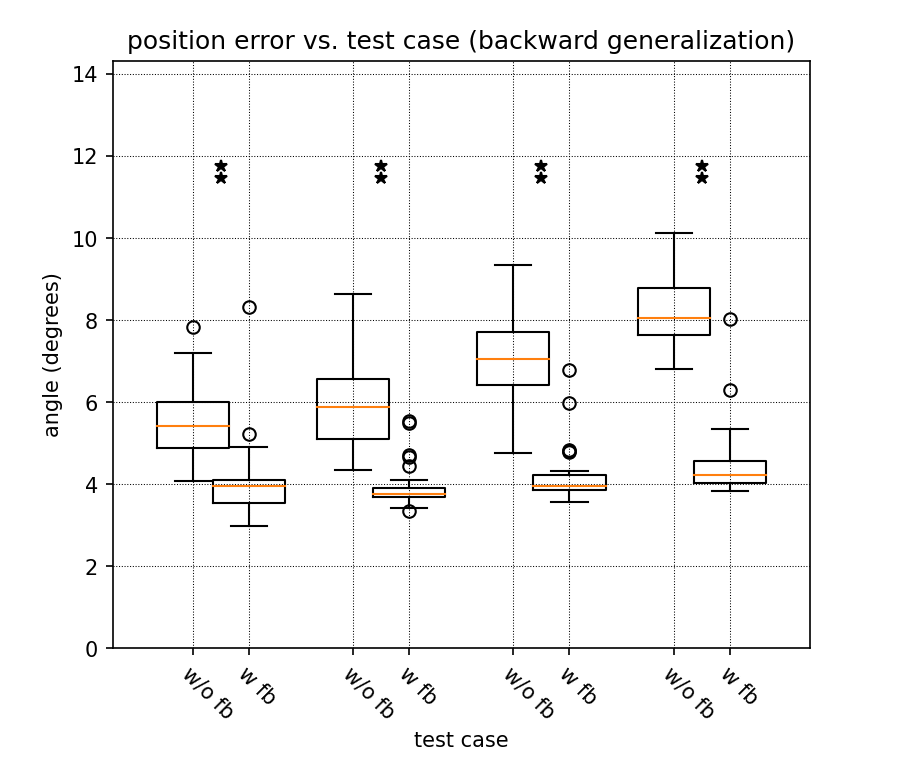 position error vs. test case (backward generalization)
angle (degrees)
14
12
10
8
6
4
2
0
w/o fb
w fb
w/o fb
w fb
w/o fb
w fb
w/o fb
w fb
test case